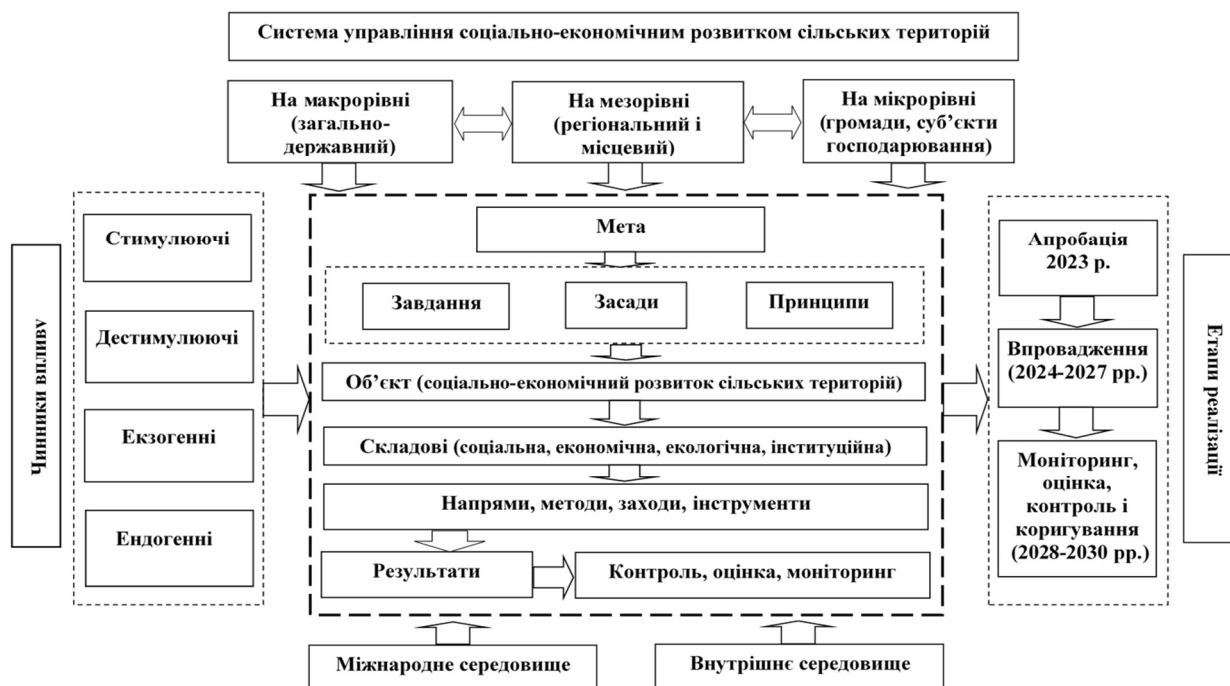 Система управління соціально-економічним розвитком сільських територій
На макрорівні
(загально-
державний)
На мезорівні
(регіональний і
місцевий)
На мікрорівні
(громади, суб’єкти
господарювання)
Чинники впливу
Стимулюючі
Дестимулюючі
Екзогенні
Ендогенні
Мета
Завдання
Засади
Принципи
Об’єкт (соціально-економічний розвиток сільських територій)
Складові (соціальна, економічна, екологічна, інституційна)
Напрями, методи, заходи, інструменти
Результати
Контроль, оцінка, моніторинг
Апробація
2023 р.
Впровадження
(2024-2027 рр.)
Моніторинг,
оцінка,
контроль і
коригування
(2028-2030 рр.)
Етапи реалізації
Міжнародне середовище
Внутрішнє середовище